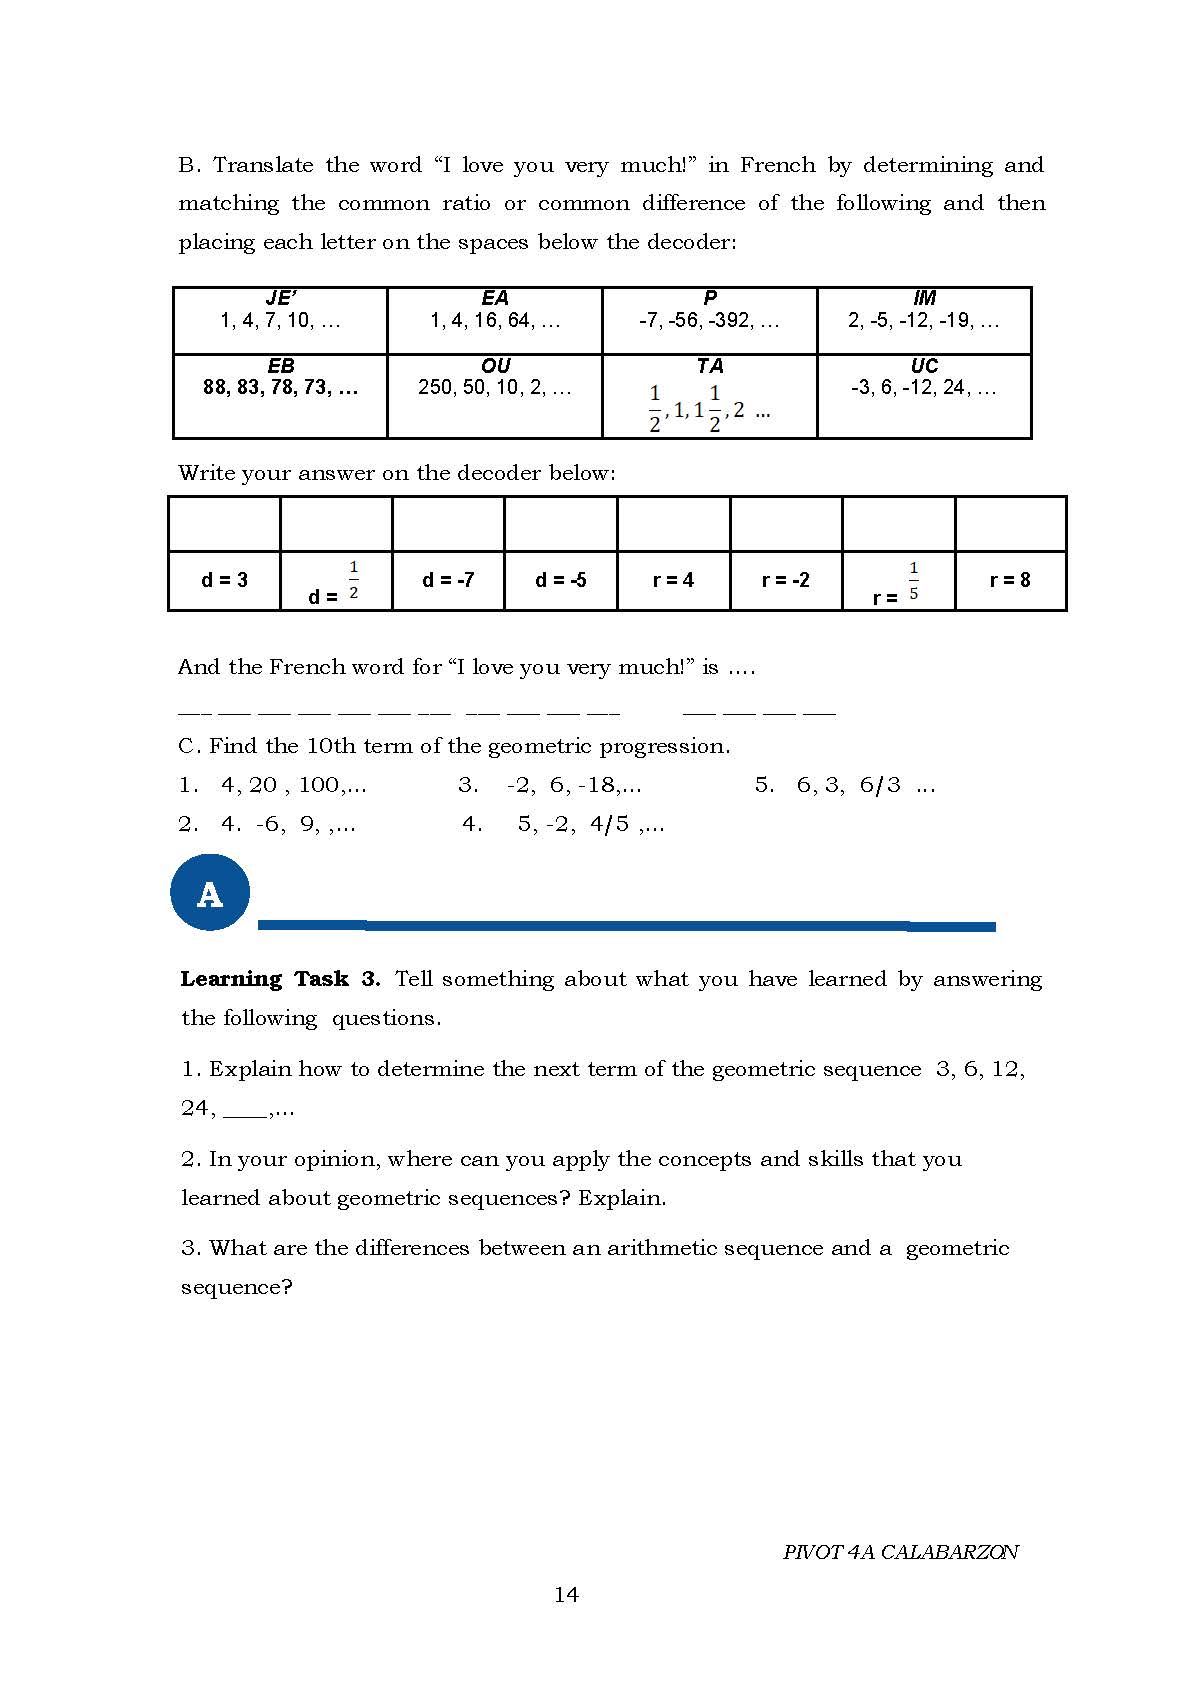 B. Translate the word “I love you very much!” in French by determining and
matching the common ratio or common difference of the following and then
placing each letter on the spaces below the decoder:
JE’ EA P IM
1, 4, 7, 10, … 1, 4, 16, 64, … -7, -56, -392, … 2, -5, -12, -19, …
EB OU TA UC
88, 83, 78, 73, … 250, 50, 10, 2, … 1/2, 1, 1 1/2, 2 ... -3, 6, -12, 24, …
Write your answer on the decoder below:
d = 3 d = 1/2 d = -7 d = -5 r = 4 r = -2 r = 1/5 r = 8
And the French word for “I love you very much!” is ….
___ ___ ___ ___ ___ ___ ___ ___ ___ ___ ___ ___ ___ ___ ___
C. Find the 10th term of the geometric progression.
1. 4, 20 , 100,... 3. -2, 6, -18,... 5. 6, 3, 6/3 ...
2. 4. -6, 9, ,... 4. 5, -2, 4/5 ,...
A
Learning Task 3. Tell something about what you have learned by answering
the following questions.
1. Explain how to determine the next term of the geometric sequence 3, 6, 12,
24, ____,...
2. In your opinion, where can you apply the concepts and skills that you
learned about geometric sequences? Explain.
3. What are the differences between an arithmetic sequence and a geometric
sequence?
PIVOT 4A CALABARZON
14